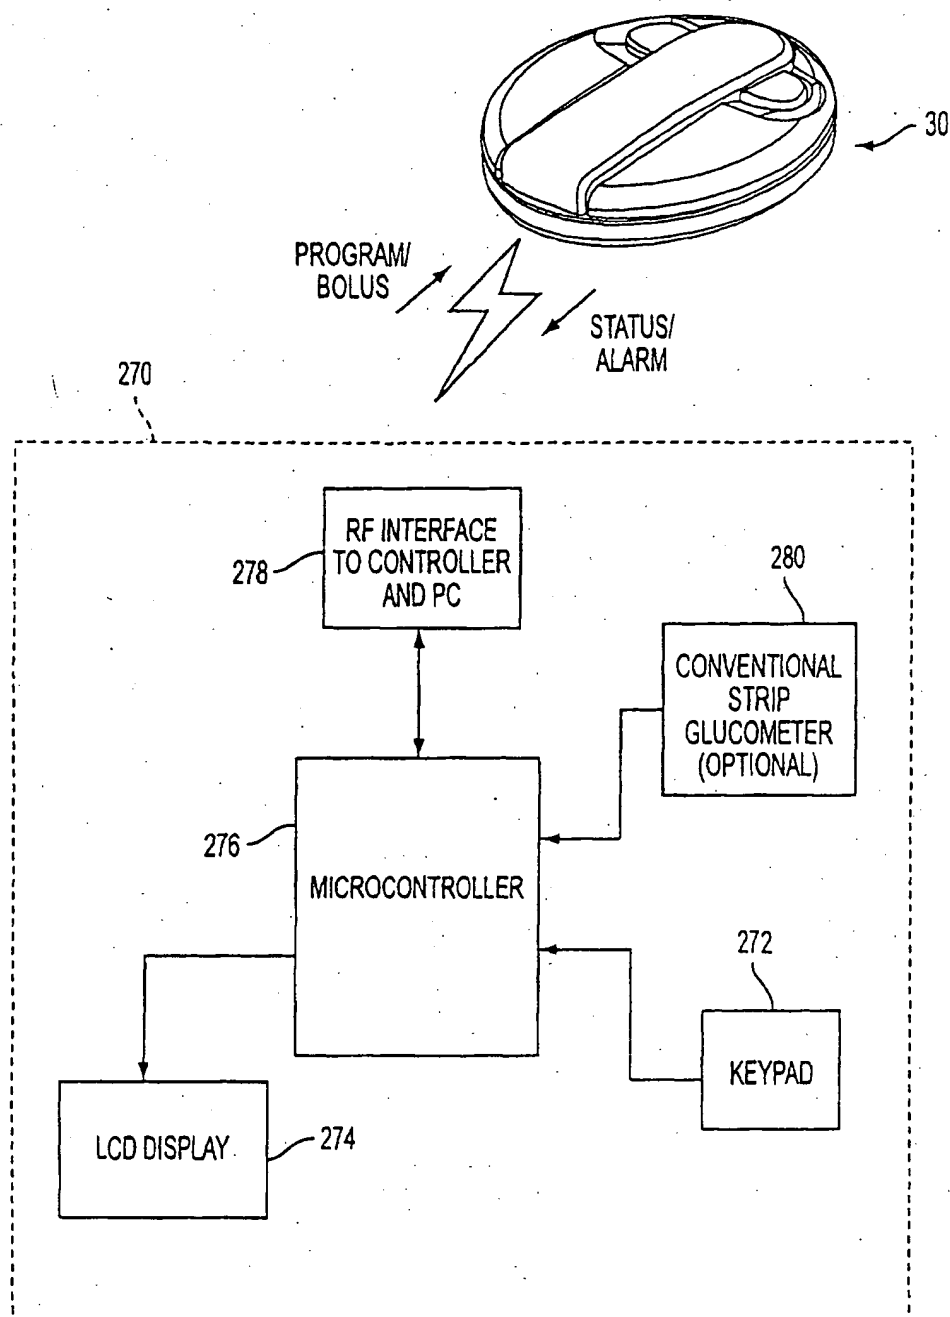 30
PROGRAM/
BOLUS
STATUS/
ALARM
270
278
RF INTERFACE
TO CONTROLLER
AND PC
280
CONVENTIONAL
STRIP
GLUCOMETER
(OPTIONAL)
276
MICROCONTROLLER
272
KEYPAD
LCD DISPLAY
274